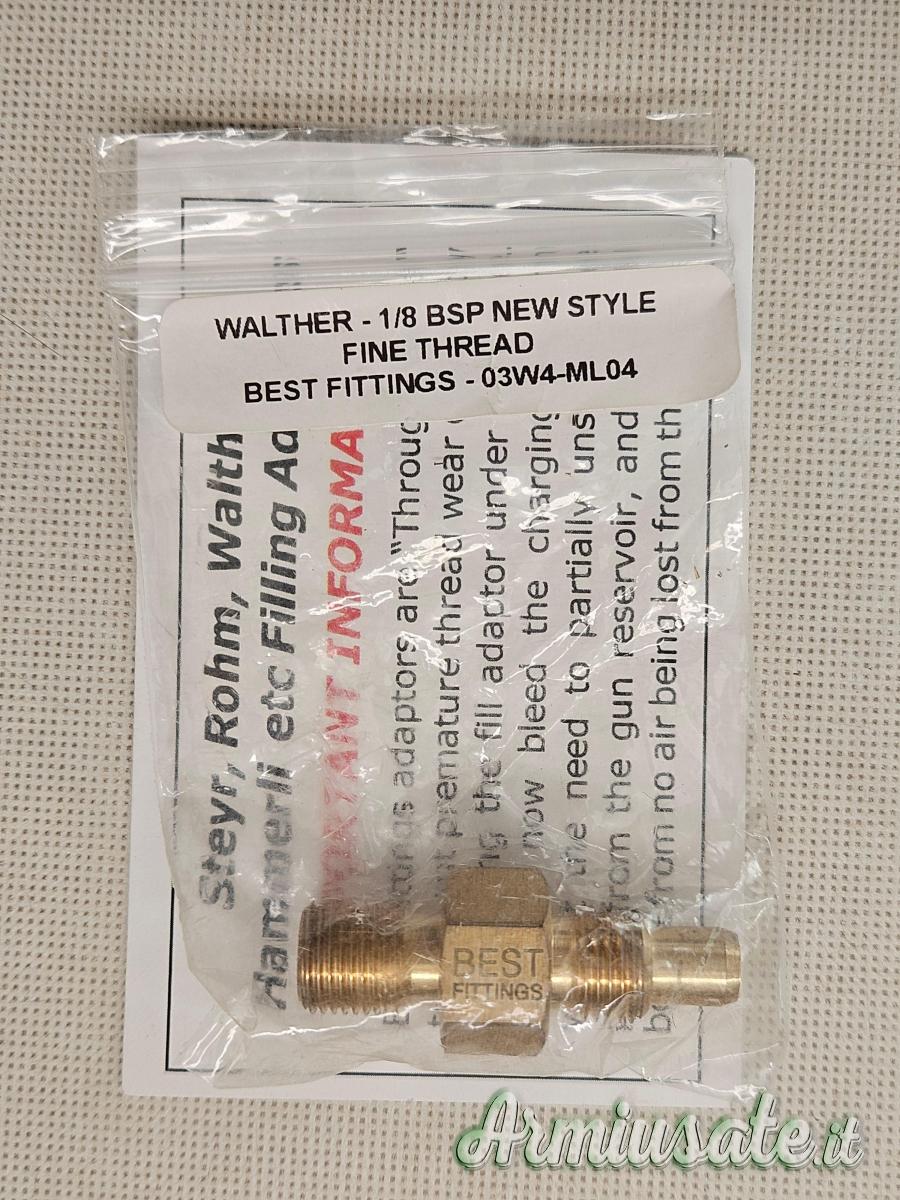 WALTHER - 1/8 BSP NEW STYLE
FINE THREAD
BEST FITTINGS - 03W4-ML04
Steyr, Rohm, Walth
Hammerli etc Filling Ad
INFORMA
adaptors are "Throug
premature thread wear
the fill adaptor under
now bleed the charging
the need to partially uns
from the gun reservoir, and
from no air being lost from th
BEST
FITTINGS
Armiusate.it